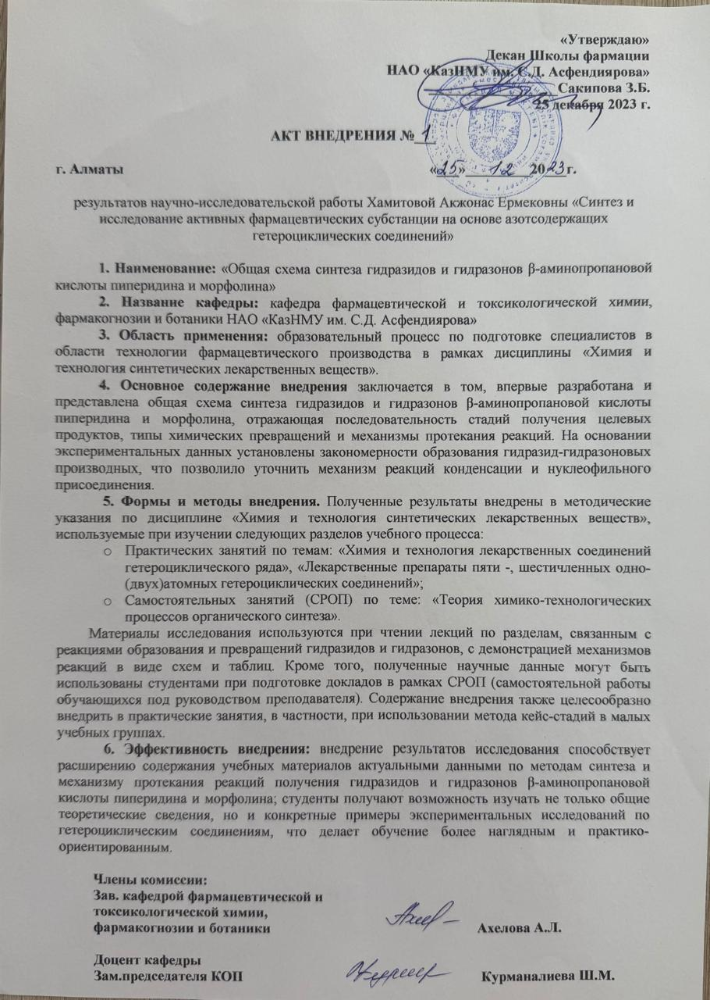 «Утверждаю»
Декан Школы фармации
НАО «КазНМУ им. С.Д. Асфендиярова»
Сакипова З.Б.
25 декабря 2023 г.
АКТ ВНЕДРЕНИЯ № 1
г. Алматы «25» 12 2023 г.
результатов научно-исследовательской работы Хамитовой Акжонас Ермековны «Синтез и
исследование активных фармацевтических субстанции на основе азотсодержащих
гетероциклических соединений»
1. Наименование: «Общая схема синтеза гидразидов и гидразонов β-аминопропановой
кислоты пиперидина и морфолина»
2. Название кафедры: кафедра фармацевтической и токсикологической химии,
фармакогнозии и ботаники НАО «КазНМУ им. С.Д. Асфендиярова»
3. Область применения: образовательный процесс по подготовке специалистов в
области технологии фармацевтического производства в рамках дисциплины «Химия и
технология синтетических лекарственных веществ».
4. Основное содержание внедрения заключается в том, впервые разработана и
представлена общая схема синтеза гидразидов и гидразонов β-аминопропановой кислоты
пиперидина и морфолина, отражающая последовательность стадий получения целевых
продуктов, типы химических превращений и механизмы протекания реакций. На основании
экспериментальных данных установлены закономерности образования гидразид-гидразоновых
производных, что позволило уточнить механизм реакций конденсации и нуклеофильного
присоединения.
5. Формы и методы внедрения. Полученные результаты внедрены в методические
указания по дисциплине «Химия и технология синтетических лекарственных веществ»,
используемые при изучении следующих разделов учебного процесса:
o Практических занятий по темам: «Химия и технология лекарственных соединений
гетероциклического ряда», «Лекарственные препараты пяти -, шестичленных одно-
(двух)атомных гетероциклических соединений»;
o Самостоятельных занятий (СРОП) по теме: «Теория химико-технологических
процессов органического синтеза».
Материалы исследования используются при чтении лекций по разделам, связанным с
реакциями образования и превращений гидразидов и гидразонов, с демонстрацией механизмов
реакций в виде схем и таблиц. Кроме того, полученные научные данные могут быть
использованы студентами при подготовке докладов в рамках СРОП (самостоятельной работы
обучающихся под руководством преподавателя). Содержание внедрения также целесообразно
внедрить в практические занятия, в частности, при использовании метода кейс-стадий в малых
учебных группах.
6. Эффективность внедрения: внедрение результатов исследования способствует
расширению содержания учебных материалов актуальными данными по методам синтеза и
механизму протекания реакций получения гидразидов и гидразонов β-аминопропановой
кислоты пиперидина и морфолина; студенты получают возможность изучать не только общие
теоретические сведения, но и конкретные примеры экспериментальных исследований по
гетероциклическим соединениям, что делает обучение более наглядным и практико-
ориентированным.
Члены комиссии:
Зав. кафедрой фармацевтической и
токсикологической химии,
фармакогнозии и ботаники Ахелова А.Л.
Доцент кафедры
Зам.председателя КОП Курманалиева Ш.М.